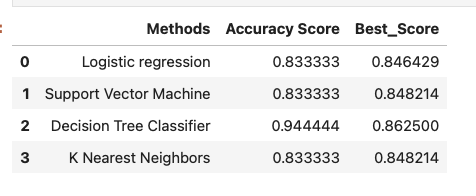 Methods Accuracy Score Best_Score
0 Logistic regression 0.833333 0.846429
1 Support Vector Machine 0.833333 0.848214
2 Decision Tree Classifier 0.944444 0.862500
3 K Nearest Neighbors 0.833333 0.848214